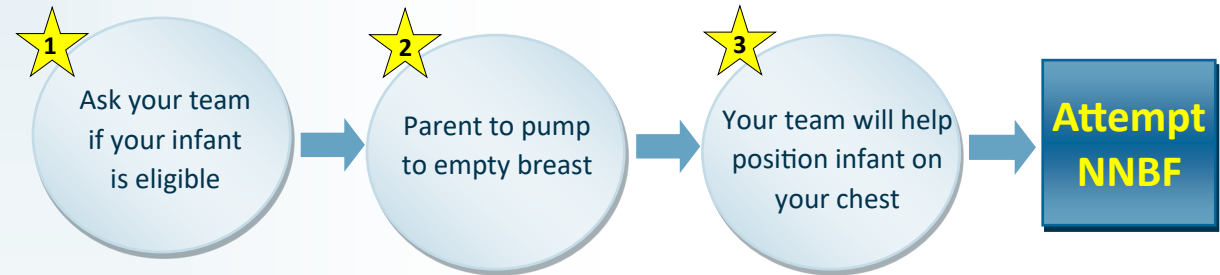 1
Ask your team
if your infant
is eligible
2
Parent to pump
to empty breast
3
Your team will help
position infant on
your chest
Attempt
NNBF